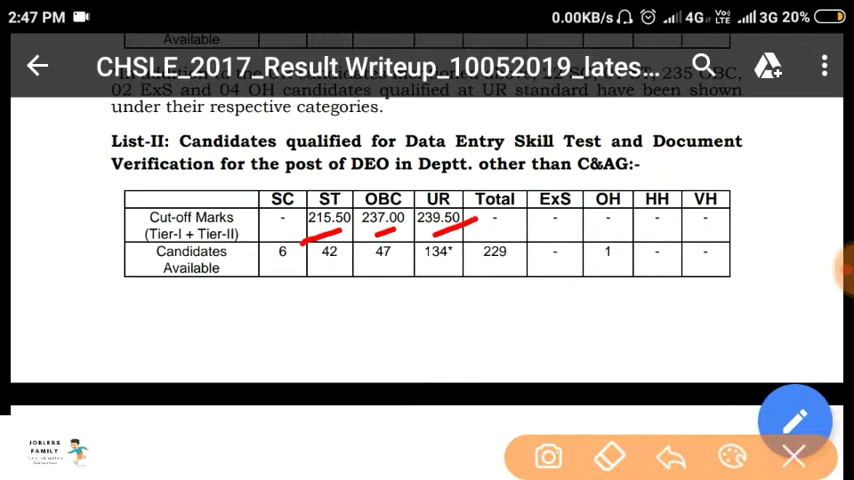 2:47 PM 0.00KB/s 4G Vo) LTE 3G 20%
Available
CHSLE_2017_Result.Writeup_10052019_lates...
235 OBC,
02 ExS and 04 OH candidates qualified at UR standard have been shown
under their respective categories.
List-II: Candidates qualified for Data Entry Skill Test and Document
Verification for the post of DEO in Deptt. other than C&AG:-
SC ST OBC UR Total ExS OH HH VH
Cut-off Marks - 215.50 237.00 239.50 - - - - -
(Tier-I + Tier-II)
Candidates 6 42 47 134* 229 - 1 - -
Available
JOBLESS
FAMILY